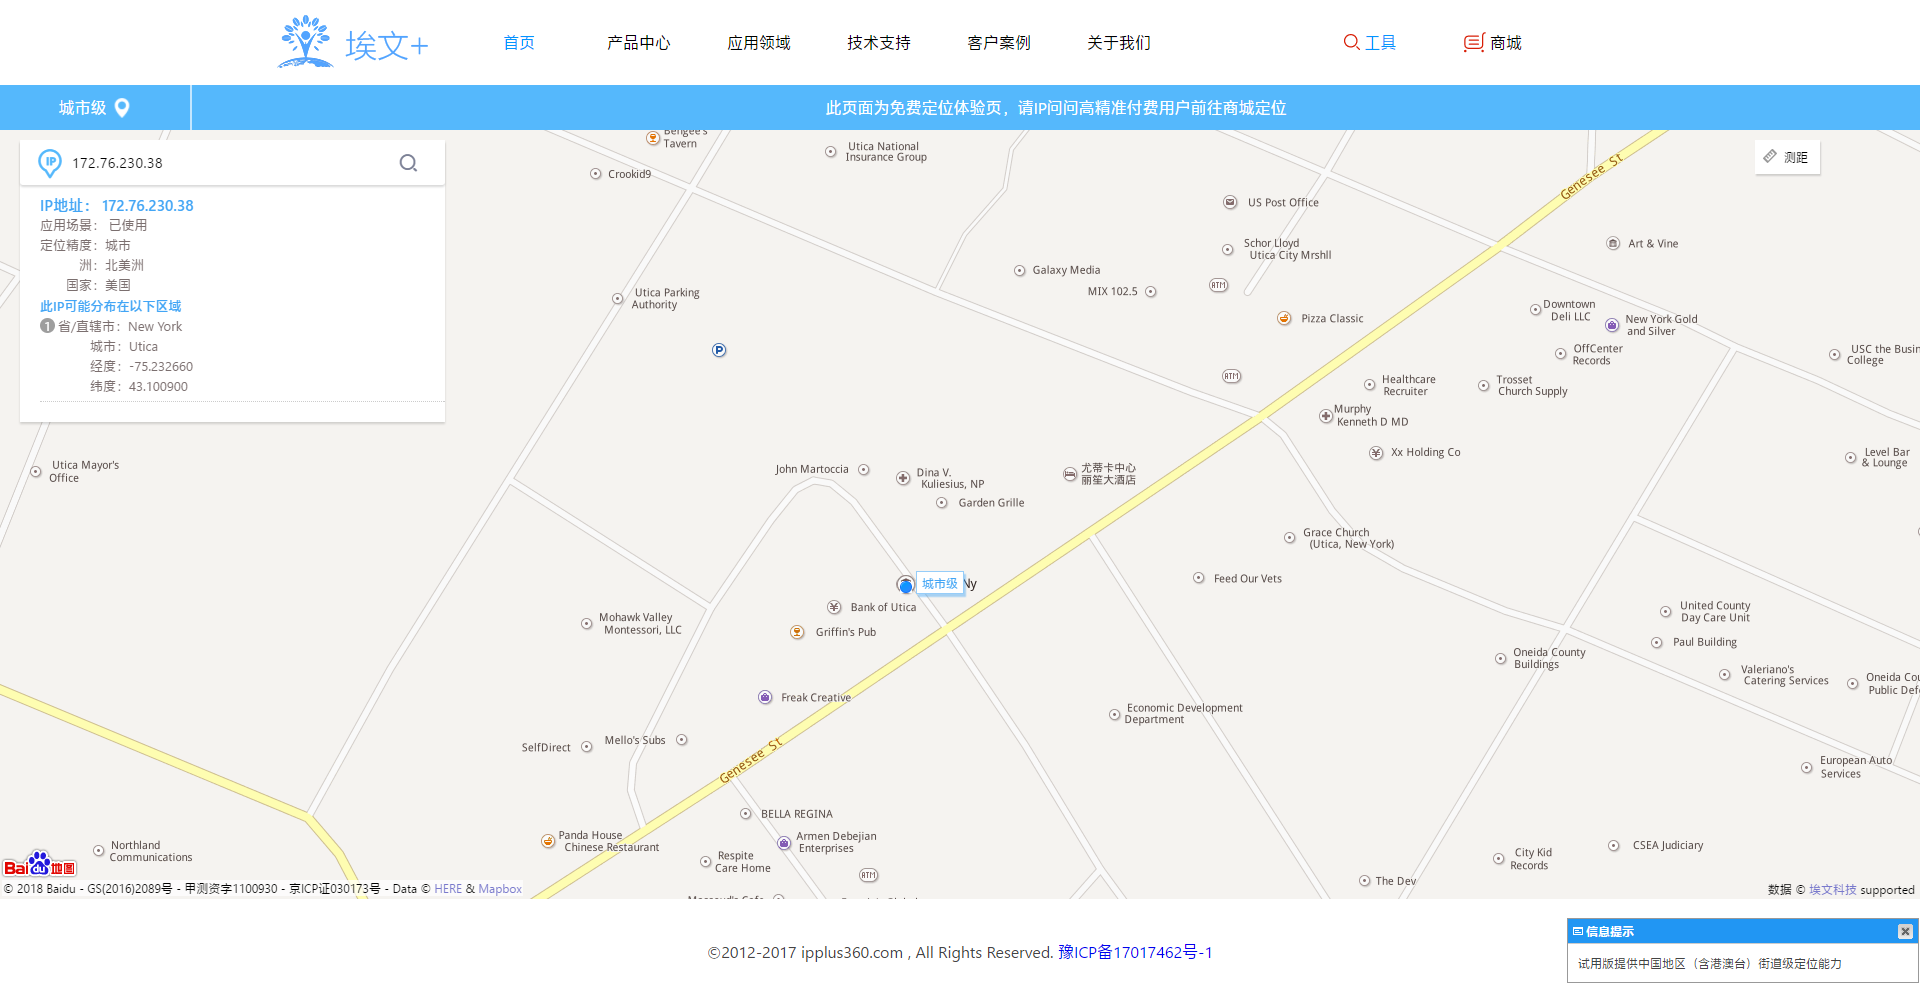 埃文+
首页
产品中心
应用领域
技术支持
客户案例
关于我们
工具
商城
城市级
此页面为免费定位体验页，请IP问问高精准付费用户前往商城定位
IP
172.76.230.38
IP地址： 172.76.230.38
应用场景： 已使用
定位精度：城市
洲：北美洲
国家：美国
此IP可能分布在以下区域
1 省/直辖市：New York
城市：Utica
经度：-75.232660
纬度：43.100900
测距
Bengee's
Tavern
Crookid9
Utica National
Insurance Group
US Post Office
Genesee St
Schor Lloyd
Utica City Mrshll
Art & Vine
Galaxy Media
MIX 102.5
ATM
Utica Parking
Authority
Pizza Classic
Downtown
Deli LLC
New York Gold
and Silver
P
OffCenter
Records
USC the Busin
College
ATM
Healthcare
Recruiter
Trosset
Church Supply
Murphy
Kenneth D MD
Xx Holding Co
Level Bar
& Lounge
Utica Mayor's
Office
John Martoccia
Dina V.
Kuliesius, NP
尤蒂卡中心
丽笙大酒店
Garden Grille
Grace Church
(Utica, New York)
Feed Our Vets
城市级
Ny
Bank of Utica
Griffin's Pub
Mohawk Valley
Montessori, LLC
United County
Day Care Unit
Paul Building
Oneida County
Buildings
Valeriano's
Catering Services
Oneida Cou
Public Def
Freak Creative
Economic Development
Department
SelfDirect
Mello's Subs
Genesee St
European Auto
Services
BELLA REGINA
Panda House
Chinese Restaurant
Armen Debejian
Enterprises
Northland
Communications
Respite
Care Home
ATM
City Kid
Records
CSEA Judiciary
The Dev
Bai du 地图
© 2018 Baidu - GS(2016)2089号 - 甲测资字1100930 - 京ICP证030173号 - Data © HERE & Mapbox
数据 © 埃文科技 supported
©2012-2017 ipplus360.com , All Rights Reserved. 豫ICP备17017462号-1
信息提示
试用版提供中国地区（含港澳台）街道级定位能力